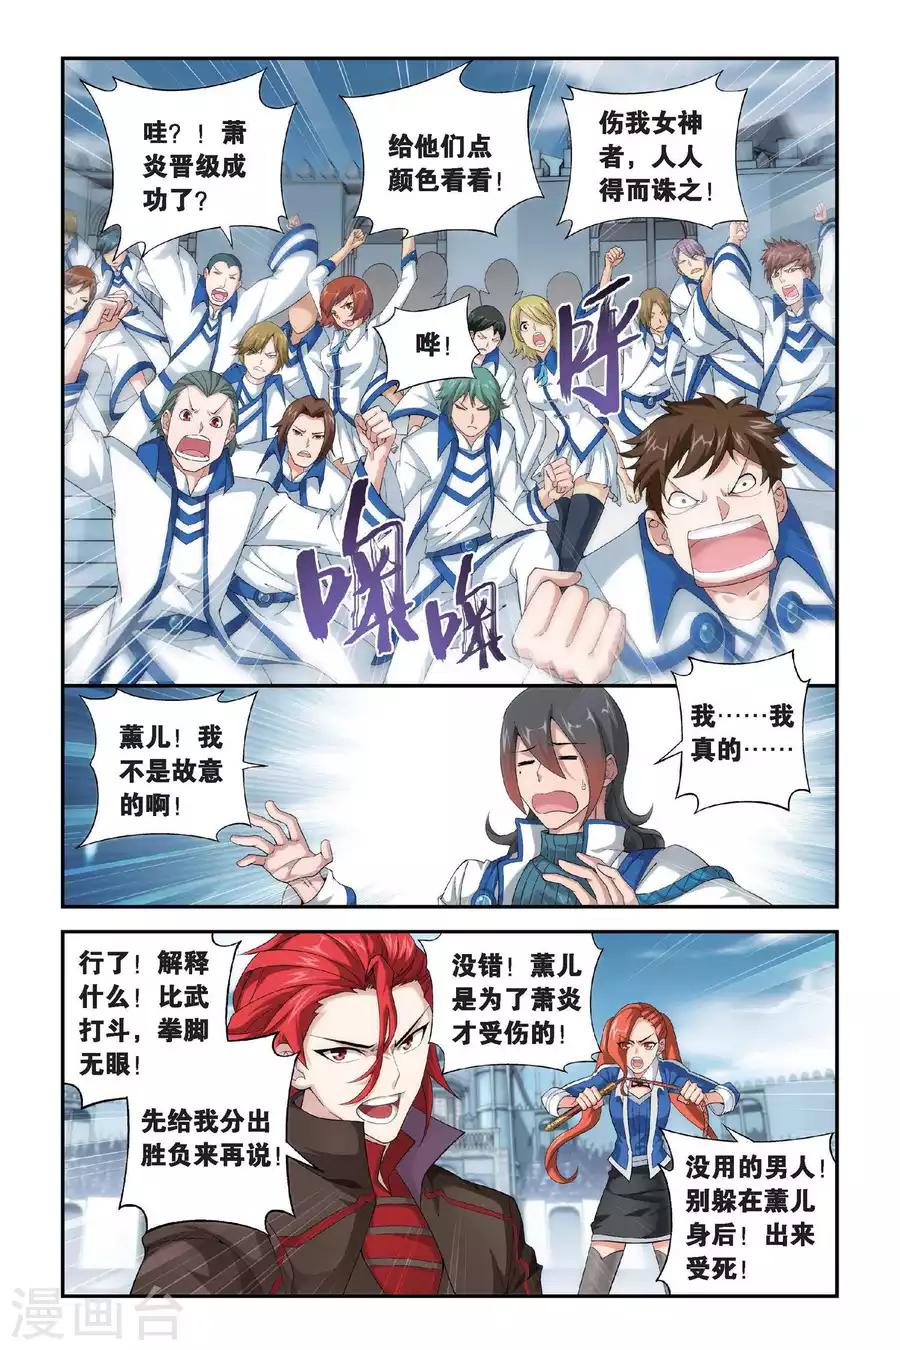 哇？！萧
炎晋级成
功了？
给他们点
颜色看看！
伤我女神
者，人人
得而诛之！
哗！
呼
噢
噢
薰儿！我
不是故意
的啊！
我……我
真的……
行了！解释
什么！比武
打斗，拳脚
无眼！
先给我分出
胜负来再说！
没错！薰儿
是为了萧炎
才受伤的！
没用的男人！
别躲在薰儿
身后！出来
受死！
漫画台